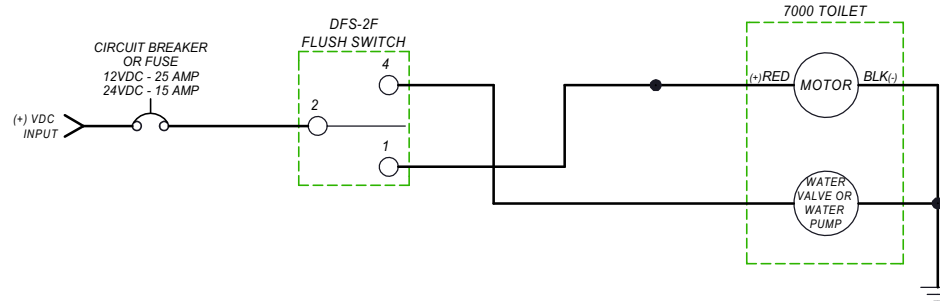 7000 TOILET
DFS-2F
FLUSH SWITCH
CIRCUIT BREAKER
OR FUSE
12VDC - 25 AMP
24VDC - 15 AMP
4
(+)RED
MOTOR
BLK(-)
2
(+) VDC
INPUT
1
WATER
VALVE OR
WATER
PUMP